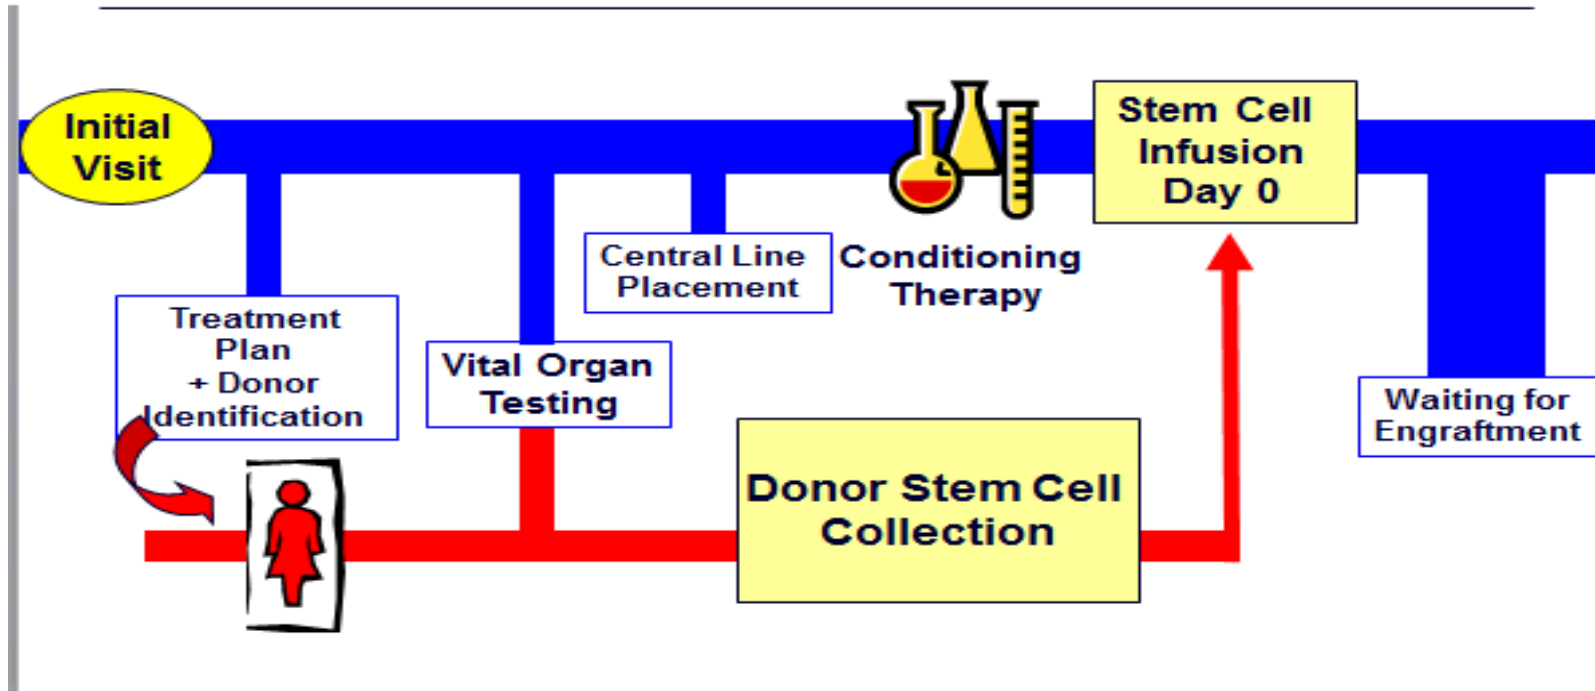 Initial
Visit
Treatment
Plan
+ Donor
Identification
Vital Organ
Testing
Central Line
Placement
Conditioning
Therapy
Stem Cell
Infusion
Day 0
Donor Stem Cell
Collection
Waiting for
Engraftment